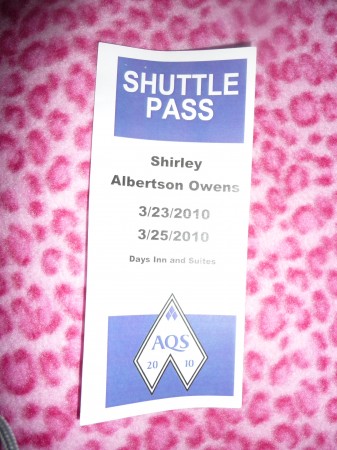 SHUTTLE
PASS
Shirley
Albertson Owens
3/23/2010
3/25/2010
Days Inn and Suites
AQS
20 10